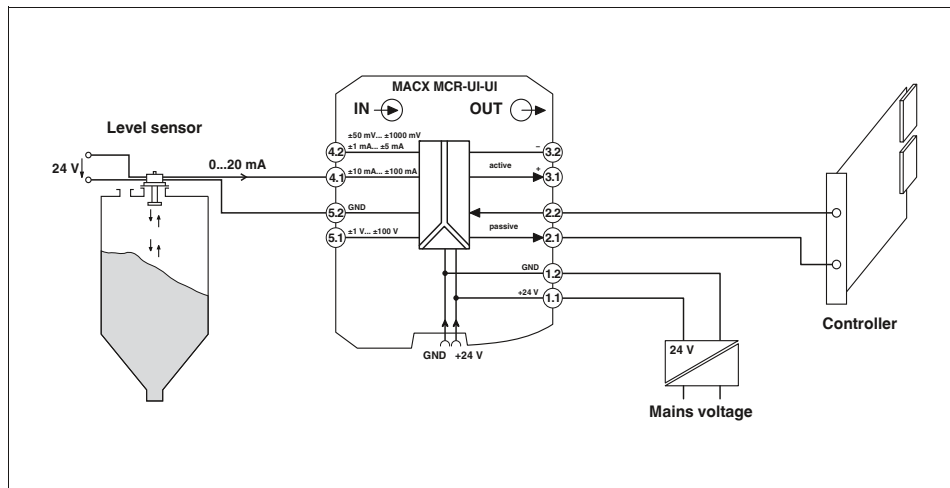 MACX MCR-UI-UI
IN
OUT
Level sensor
24 V
0...20 mA
4.2
±50 mV... ±1000 mV
±1 mA... ±5 mA
4.1
±10 mA... ±100 mA
5.2
GND
5.1
±1 V... ±100 V
–
3.2
active
+
3.1
2.2
passive
2.1
GND
1.2
+24 V
1.1
GND
+24 V
24 V
Mains voltage
Controller